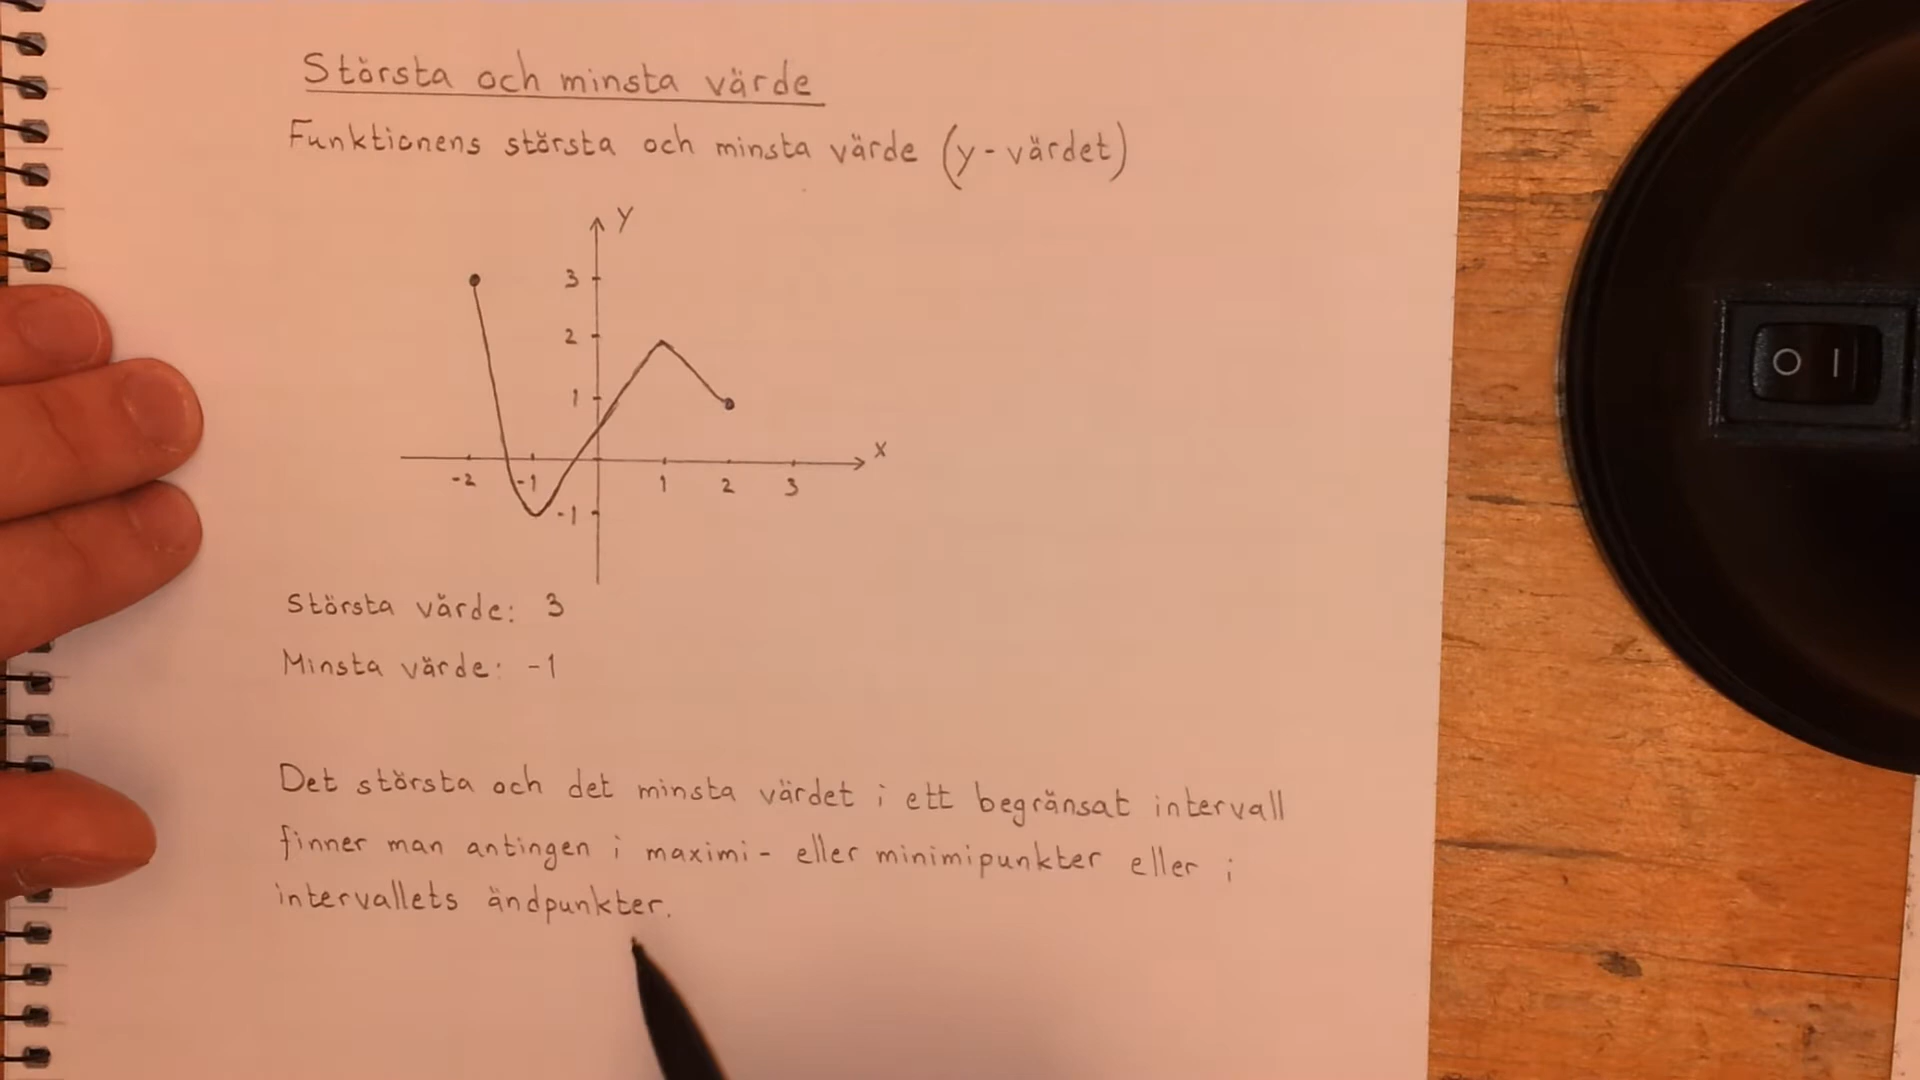 Största och minsta värde
Funktionens största och minsta värde (y-värdet)
y
3
2
1
x
-2 -1 1 2 3
-1
Största värde: 3
Minsta värde: -1
Det största och det minsta värdet i ett begränsat intervall
finner man antingen i maximi- eller minimipunkter eller i
intervallets ändpunkter.
O I